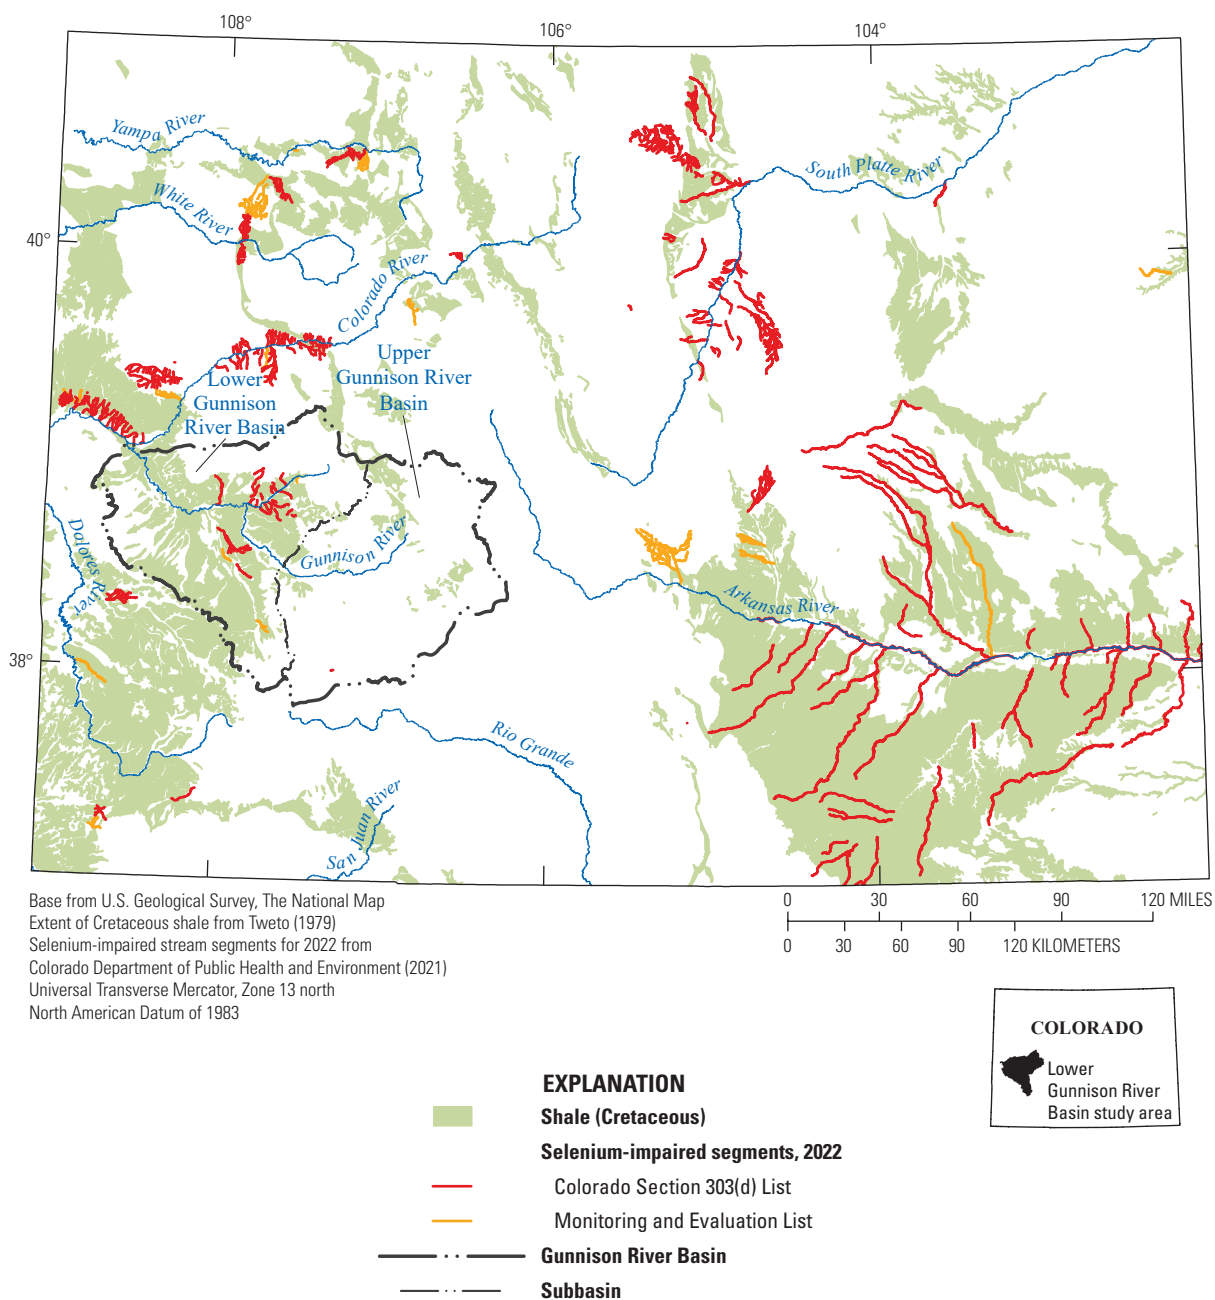 108°
106°
104°
40°
38°
Yampa River
White River
Colorado River
South Platte River
Upper
Gunnison River
Basin
Lower
Gunnison
River Basin
Gunnison River
Dalores River
Arkansas River
Rio Grande
San Juan River
Base from U.S. Geological Survey, The National Map
Extent of Cretaceous shale from Tweto (1979)
Selenium-impaired stream segments for 2022 from
Colorado Department of Public Health and Environment (2021)
Universal Transverse Mercator, Zone 13 north
North American Datum of 1983
0 30 60 90 120 MILES
0 30 60 90 120 KILOMETERS
COLORADO
Lower
Gunnison River
Basin study area
EXPLANATION
Shale (Cretaceous)
Selenium-impaired segments, 2022
Colorado Section 303(d) List
Monitoring and Evaluation List
Gunnison River Basin
Subbasin